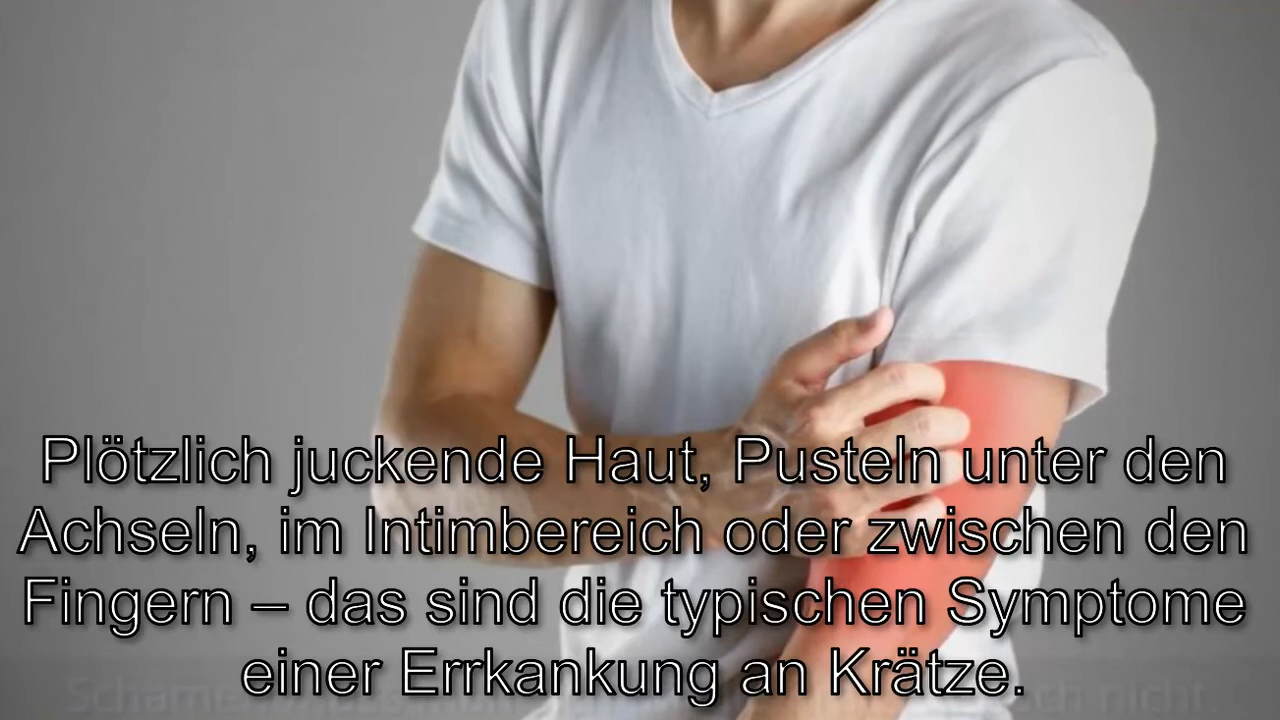 Plötzlich juckende Haut, Pusteln unter den
Achseln, im Intimbereich oder zwischen den
Fingern – das sind die typischen Symptome
einer Errkankung an Krätze.
nicht.